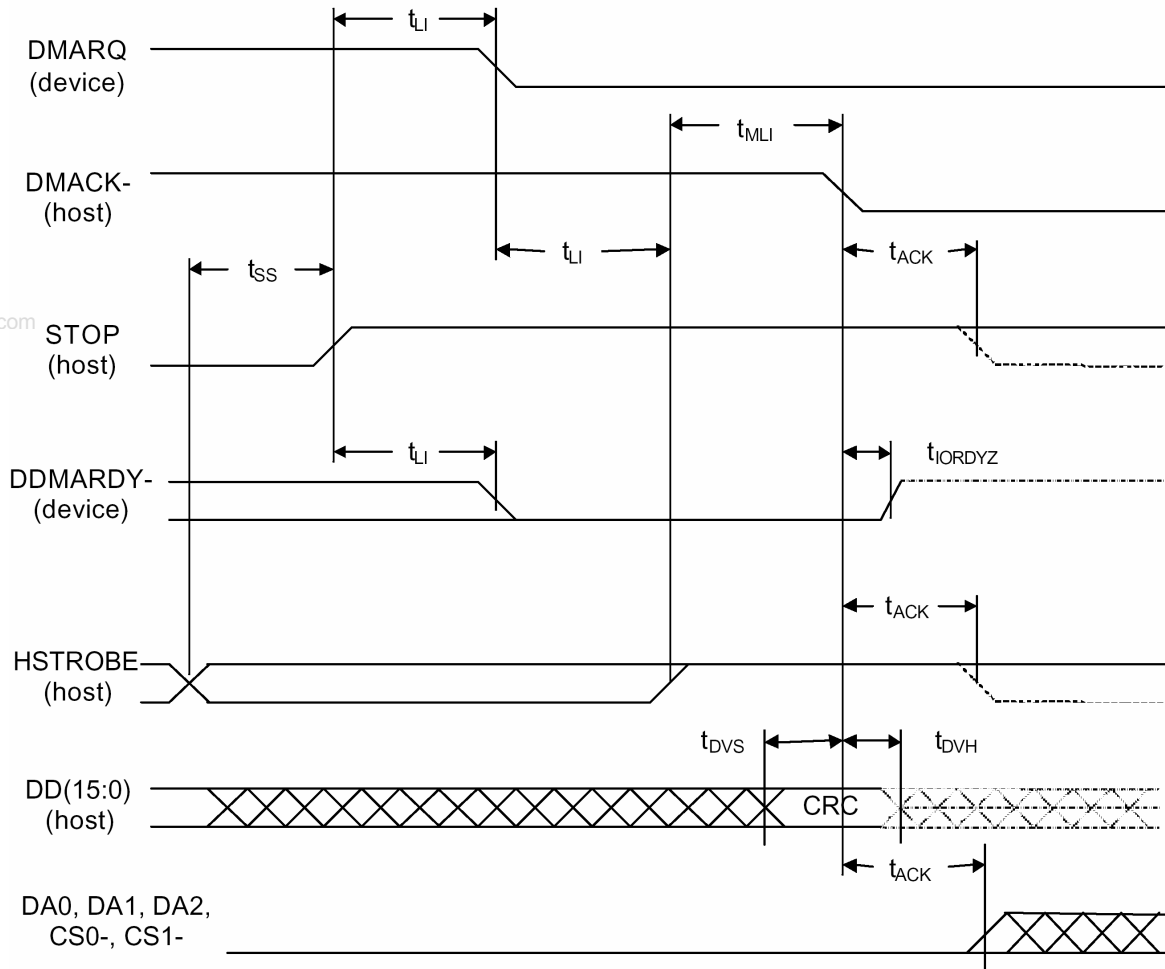 tLI
DMARQ
(device)
tMLI
DMACK-
(host)
tLI
tACK
tSS
com
STOP
(host)
tLI
tIORDYZ
DDMARDY-
(device)
tACK
HSTROBE
(host)
tDVS
tDVH
DD(15:0)
(host)
CRC
tACK
DA0, DA1, DA2,
CS0-, CS1-